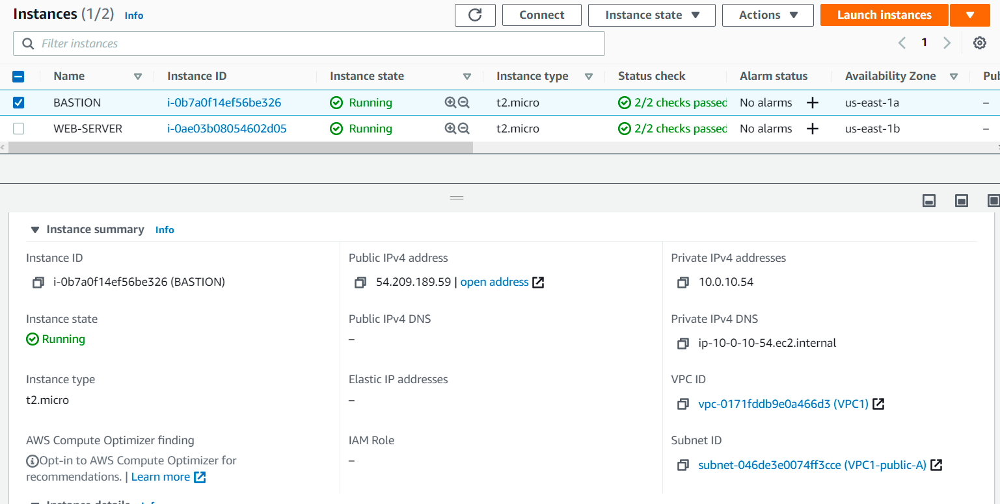 Instances (1/2) Info
Connect
Instance state
Actions
Launch instances
Filter instances
1
Name Instance ID Instance state Instance type Status check Alarm status Availability Zone Pub
BASTION i-0b7a0f14ef56be326 Running t2.micro 2/2 checks passed No alarms + us-east-1a –
WEB-SERVER i-0ae03b08054602d05 Running t2.micro 2/2 checks passed No alarms + us-east-1b –
Instance summary Info
Instance ID
i-0b7a0f14ef56be326 (BASTION)
Public IPv4 address
54.209.189.59 | open address
Private IPv4 addresses
10.0.10.54
Instance state
Running
Public IPv4 DNS
–
Private IPv4 DNS
ip-10-0-10-54.ec2.internal
Instance type
t2.micro
Elastic IP addresses
–
VPC ID
vpc-0171fddb9e0a466d3 (VPC1)
AWS Compute Optimizer finding
Opt-in to AWS Compute Optimizer for
recommendations. | Learn more
IAM Role
–
Subnet ID
subnet-046de3e0074ff3cce (VPC1-public-A)
Instance details Info